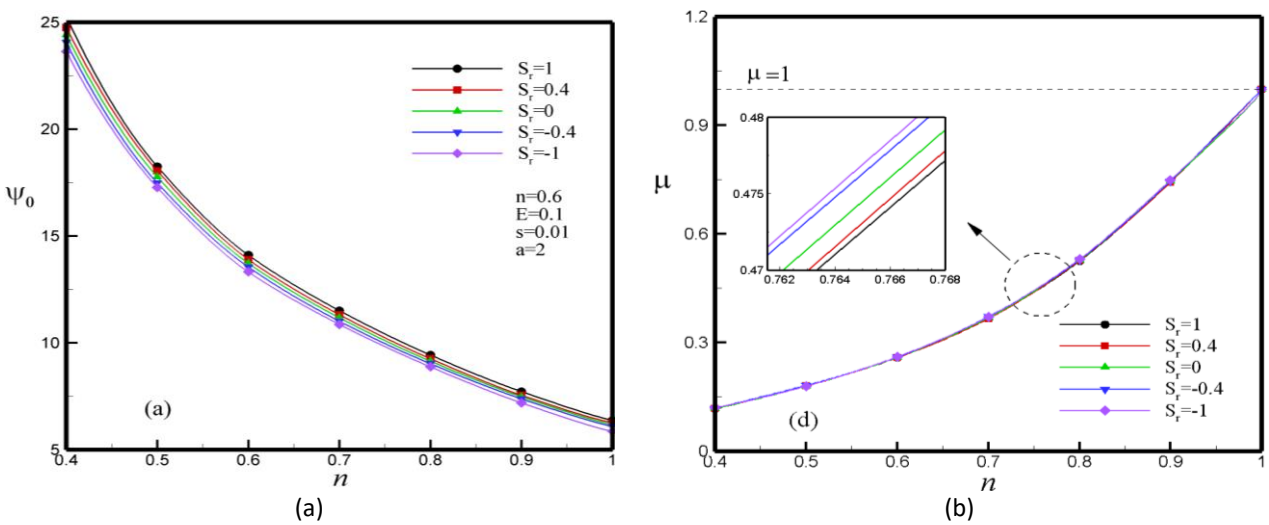 25
20
15
10
5
ψ₀
0.4 0.5 0.6 0.7 0.8 0.9 1
n
S_r=1
S_r=0.4
S_r=0
S_r=-0.4
S_r=-1
n=0.6
E=0.1
s=0.01
a=2
(a)
(a)
1.2
0.9
0.6
0.3
0
μ
μ=1
0.48
0.475
0.47
0.762 0.764 0.766 0.768
S_r=1
S_r=0.4
S_r=0
S_r=-0.4
S_r=-1
(d)
0.4 0.5 0.6 0.7 0.8 0.9 1
n
(b)